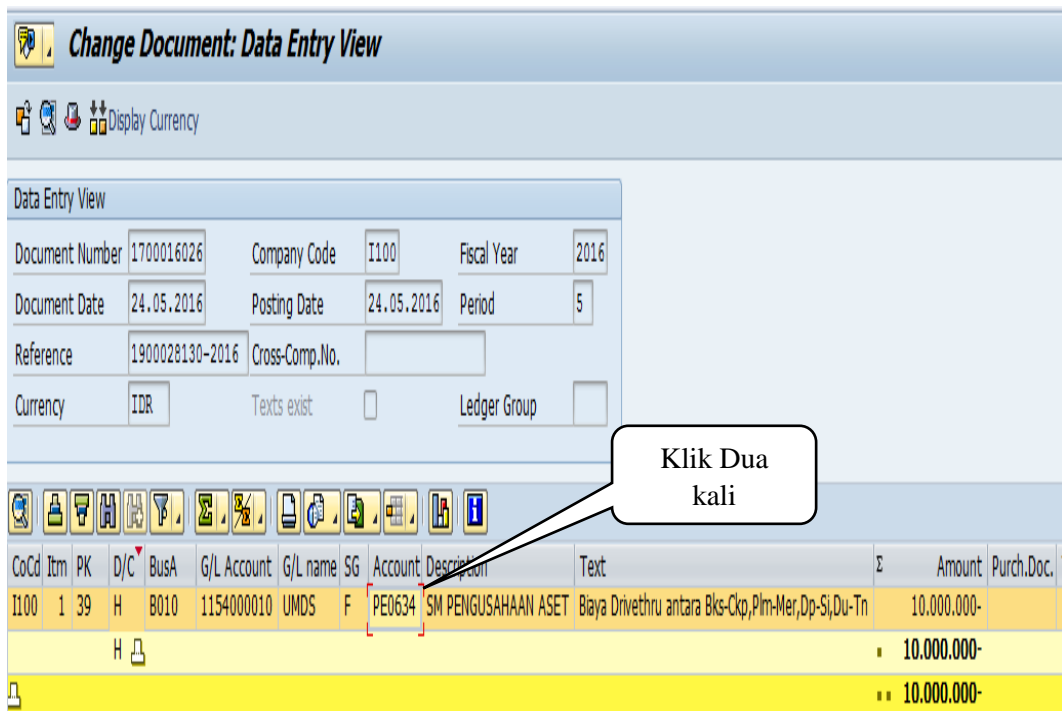 Change Document: Data Entry View
Display Currency
Data Entry View
Document Number 1700016026 Company Code I100 Fiscal Year 2016
Document Date 24.05.2016 Posting Date 24.05.2016 Period 5
Reference 1900028130-2016 Cross-Comp.No.
Currency IDR Texts exist Ledger Group
Klik Dua
kali
CoCd Itm PK D/C BusA G/L Account G/L name SG Account Description Text Σ Amount Purch.Doc.
I100 1 39 H B010 1154000010 UMDS F PE0634 SM PENGUSAHAAN ASET Biaya Drivethru antara Bks-Ckp,Plm-Mer,Dp-Si,Du-Tn 10.000.000-
H 10.000.000-
10.000.000-